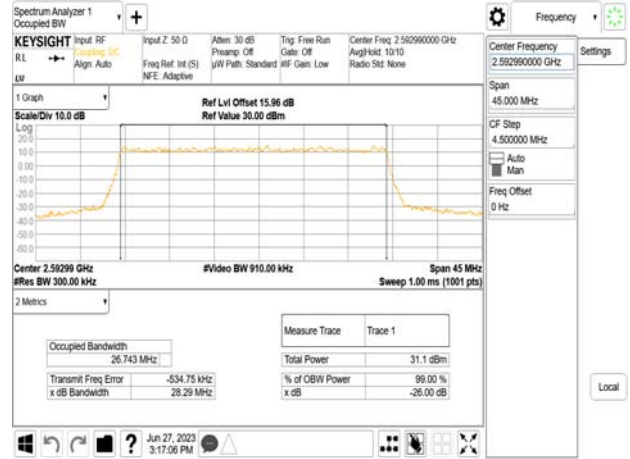 Spectrum Analyzer 1
Occupied BW
Frequency
KEYSIGHT
Input: RF
Coupling: DC
Align: Auto
Input Z: 50 Ω
Freq Ref: Int (S)
NFE: Adaptive
Atten: 30 dB
Preamp: Off
µW Path: Standard
Trig: Free Run
Gate: Off
#IF Gain: Low
Center Freq: 2.592990000 GHz
Avg|Hold: 10/10
Radio Std: None
RL
Center Frequency
2.592990000 GHz
Settings
Span
45.000 MHz
CF Step
4.500000 MHz
Auto
Man
Freq Offset
0 Hz
Local
1 Graph
Scale/Div 10.0 dB
Ref Lvl Offset 15.96 dB
Ref Value 30.00 dBm
Log
20.0
10.0
0.00
-10.0
-20.0
-30.0
-40.0
-50.0
-60.0
Center 2.59299 GHz
#Res BW 300.00 kHz
#Video BW 910.00 kHz
Span 45 MHz
Sweep 1.00 ms (1001 pts)
2 Metrics
Measure Trace Trace 1
Occupied Bandwidth
26.743 MHz
Total Power 31.1 dBm
Transmit Freq Error -534.75 kHz
% of OBW Power 99.00 %
x dB Bandwidth 28.29 MHz
x dB -26.00 dB
Jun 27, 2023
3:17:06 PM